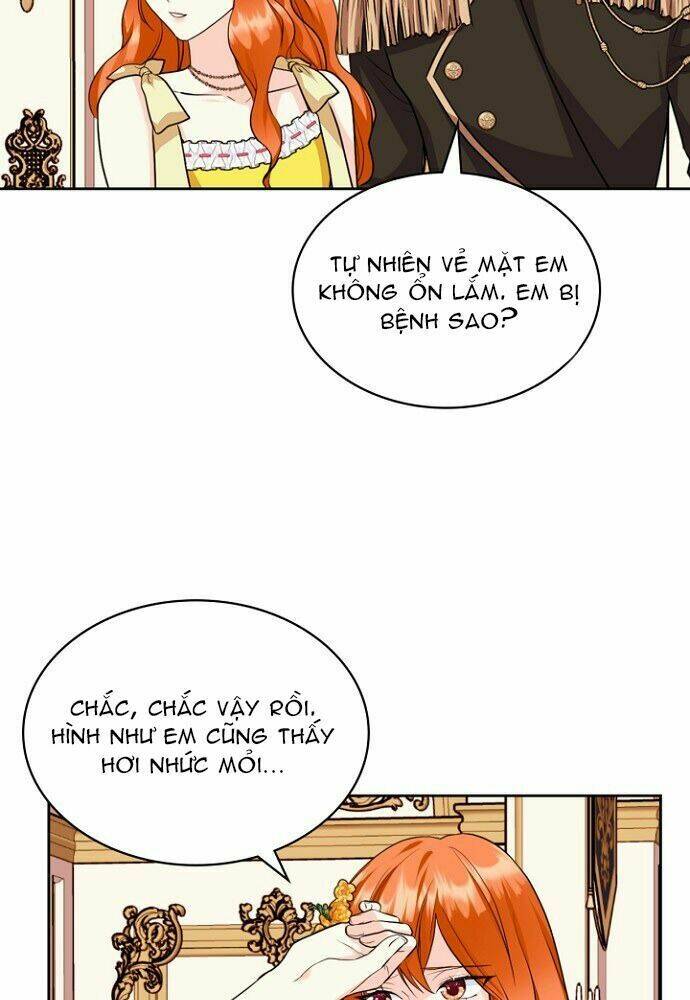 TỰ NHIÊN VẺ MẶT EM
KHÔNG ỔN LẮM. EM BỊ
BỆNH SAO?
CHẮC, CHẮC VẬY RỒI.
HÌNH NHƯ EM CŨNG THẤY
HƠI NHỨC MỎI...